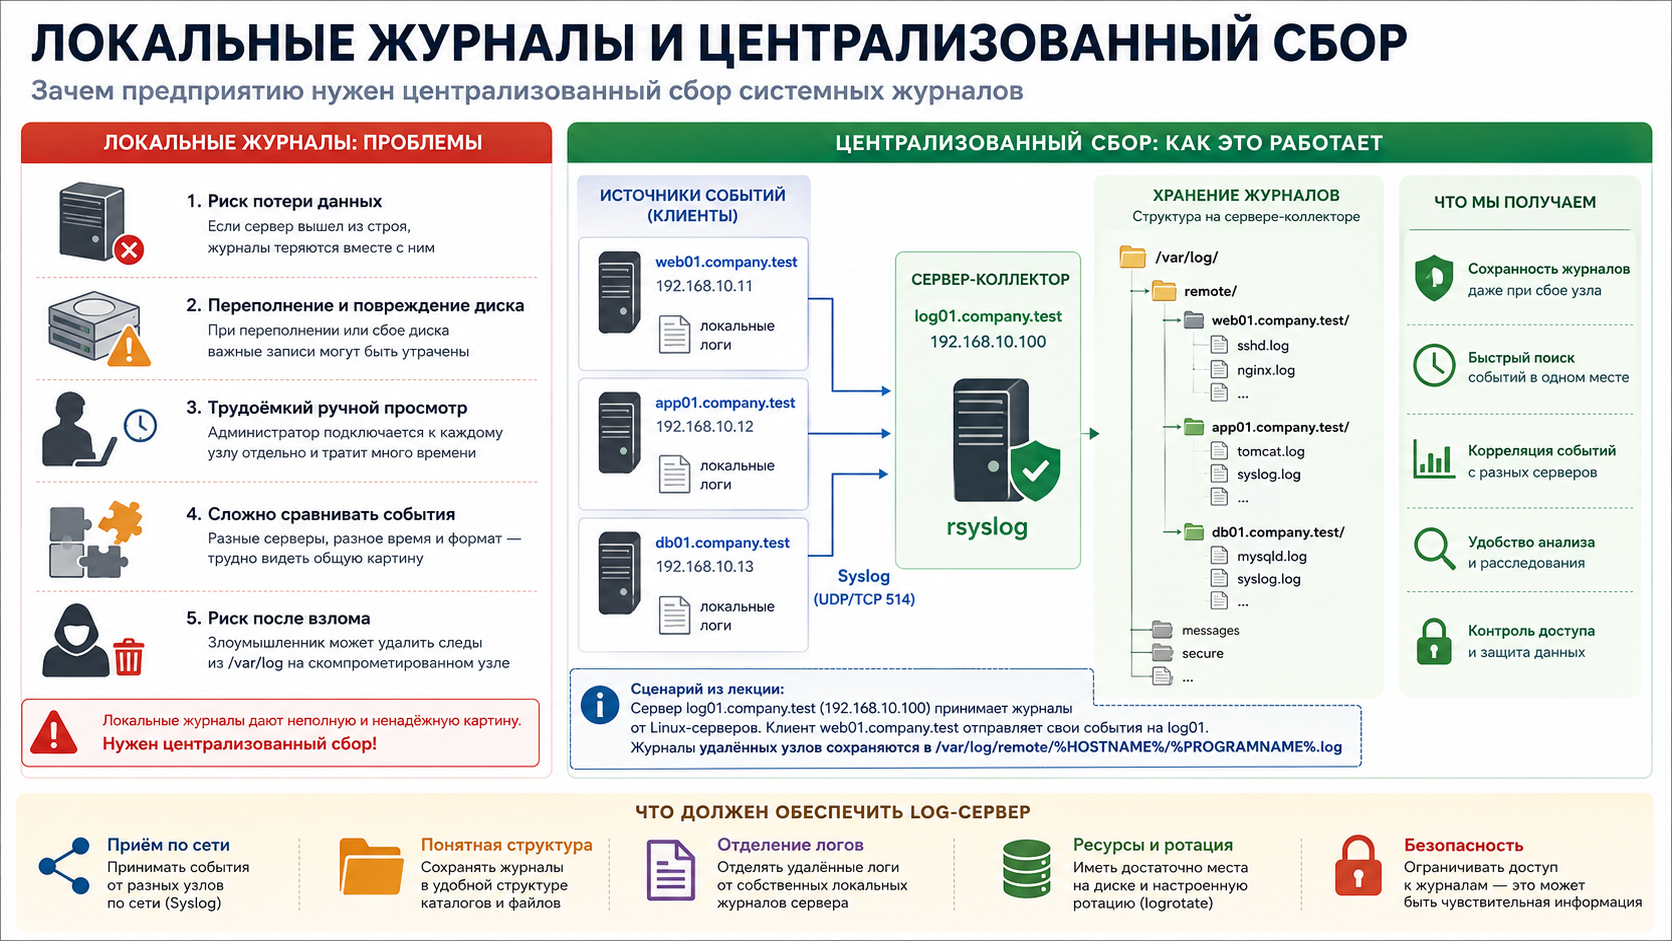 ЛОКАЛЬНЫЕ ЖУРНАЛЫ И ЦЕНТРАЛИЗОВАННЫЙ СБОР
Зачем предприятию нужен централизованный сбор системных журналов
ЛОКАЛЬНЫЕ ЖУРНАЛЫ: ПРОБЛЕМЫ
1. Риск потери данных
Если сервер вышел из строя,
журналы теряются вместе с ним
2. Переполнение и повреждение диска
При переполнении или сбое диска
важные записи могут быть утрачены
3. Трудоёмкий ручной просмотр
Администратор подключается к каждому
узлу отдельно и тратит много времени
4. Сложно сравнивать события
Разные серверы, разное время и формат —
трудно видеть общую картину
5. Риск после взлома
Злоумышленник может удалить следы
из /var/log на скомпрометированном узле
Локальные журналы дают неполную и ненадёжную картину.
Нужен централизованный сбор!
ЦЕНТРАЛИЗОВАННЫЙ СБОР: КАК ЭТО РАБОТАЕТ
ИСТОЧНИКИ СОБЫТИЙ
(КЛИЕНТЫ)
web01.company.test
192.168.10.11
локальные
логи
app01.company.test
192.168.10.12
локальные
логи
db01.company.test
192.168.10.13
локальные
логи
Syslog
(UDP/TCP 514)
СЕРВЕР-КОЛЛЕКТОР
log01.company.test
192.168.10.100
rsyslog
ХРАНЕНИЕ ЖУРНАЛОВ
Структура на сервере-коллекторе
/var/log/
remote/
web01.company.test/
sshd.log
nginx.log
...
app01.company.test/
tomcat.log
syslog.log
...
db01.company.test/
mysqld.log
syslog.log
...
messages
secure
...
ЧТО МЫ ПОЛУЧАЕМ
Сохранность журналов
даже при сбое узла
Быстрый поиск
событий в одном месте
Корреляция событий
с разных серверов
Удобство анализа
и расследования
Контроль доступа
и защита данных
Сценарий из лекции:
Сервер log01.company.test (192.168.10.100) принимает журналы
от Linux-серверов. Клиент web01.company.test отправляет свои события на log01.
Журналы удалённых узлов сохраняются в /var/log/remote/%HOSTNAME%/%PROGRAMNAME%.log
ЧТО ДОЛЖЕН ОБЕСПЕЧИТЬ LOG-СЕРВЕР
Приём по сети
Принимать события
от разных узлов
по сети (Syslog)
Понятная структура
Сохранять журналы
в удобной структуре
каталогов и файлов
Отделение логов
Отделять удалённые логи
от собственных локальных
журналов сервера
Ресурсы и ротация
Иметь достаточно места
на диске и настроенную
ротацию (logrotate)
Безопасность
Ограничивать доступ
к журналам — это может
быть чувствительная информация